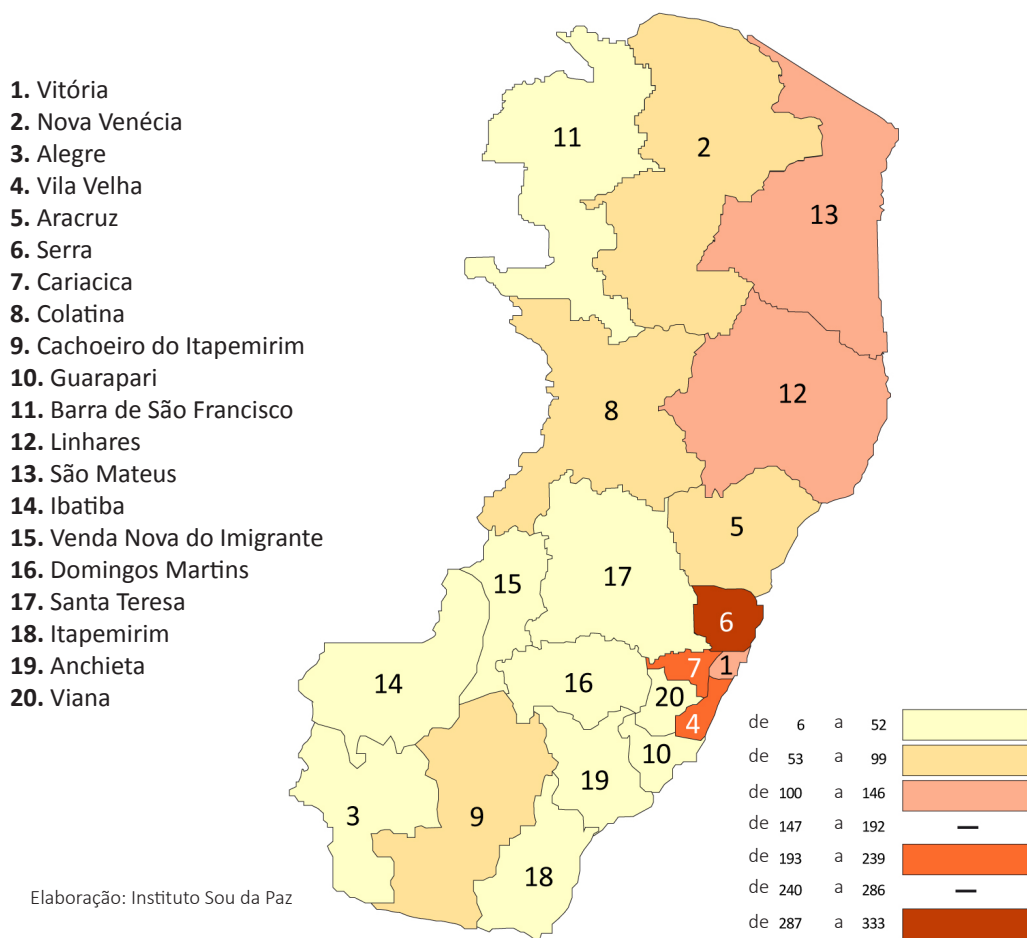 1. Vitória
2. Nova Venécia
3. Alegre
4. Vila Velha
5. Aracruz
6. Serra
7. Cariacica
8. Colatina
9. Cachoeiro do Itapemirim
10. Guarapari
11. Barra de São Francisco
12. Linhares
13. São Mateus
14. Ibatiba
15. Venda Nova do Imigrante
16. Domingos Martins
17. Santa Teresa
18. Itapemirim
19. Anchieta
20. Viana
11
2
13
12
8
5
17
15
6
1
7
16
14
20
4
10
19
3
9
18
de 6 a 52
de 53 a 99
de 100 a 146
de 147 a 192 —
de 193 a 239
de 240 a 286 —
de 287 a 333
Elaboração: Instituto Sou da Paz